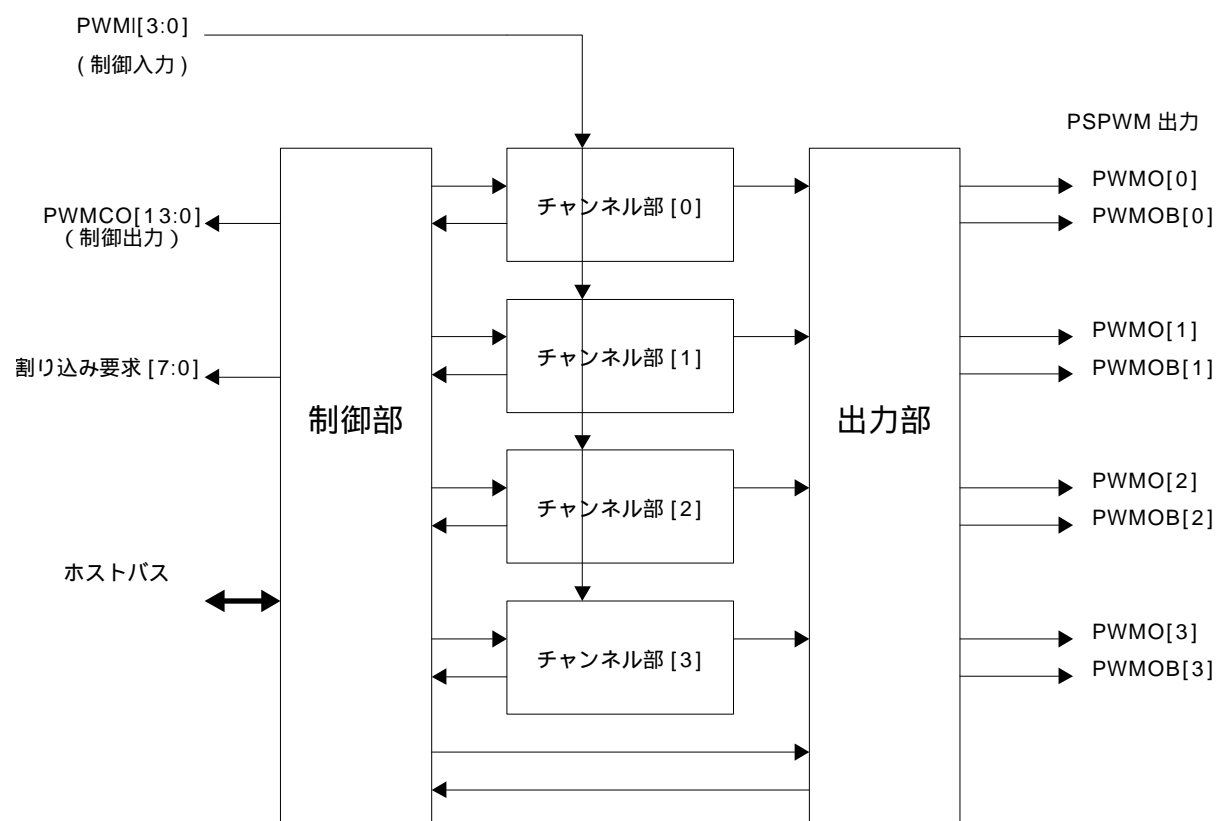 PWMI[3:0]
(制御入力)
PSPWM 出力
チャンネル部 [0]
PWMO[0]
PWMCO[13:0]
(制御出力)
PWMOB[0]
割り込み要求 [7:0]
チャンネル部 [1]
PWMO[1]
PWMOB[1]
制御部
出力部
チャンネル部 [2]
PWMO[2]
PWMOB[2]
ホストバス
チャンネル部 [3]
PWMO[3]
PWMOB[3]